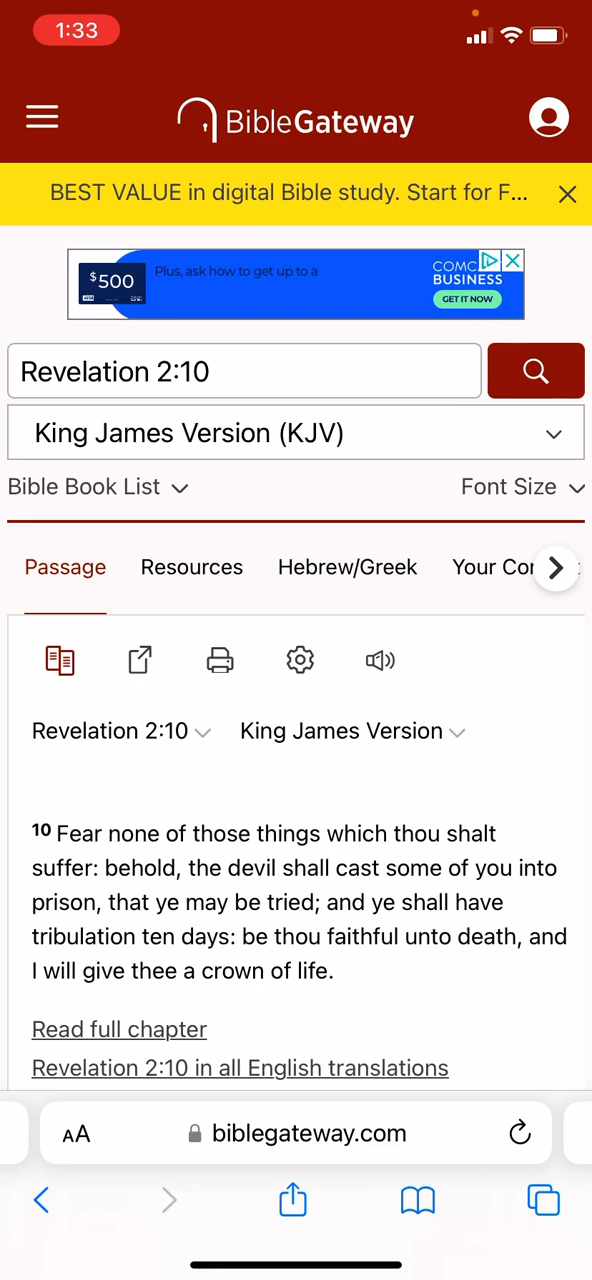 1:33
BibleGateway
BEST VALUE in digital Bible study. Start for F...
$500
Plus, ask how to get up to a
COMC
BUSINESS
GET IT NOW
Revelation 2:10
King James Version (KJV)
Bible Book List
Font Size
Passage
Resources
Hebrew/Greek
Your Co
Revelation 2:10
King James Version
10 Fear none of those things which thou shalt
suffer: behold, the devil shall cast some of you into
prison, that ye may be tried; and ye shall have
tribulation ten days: be thou faithful unto death, and
I will give thee a crown of life.
Read full chapter
Revelation 2:10 in all English translations
AA
biblegateway.com